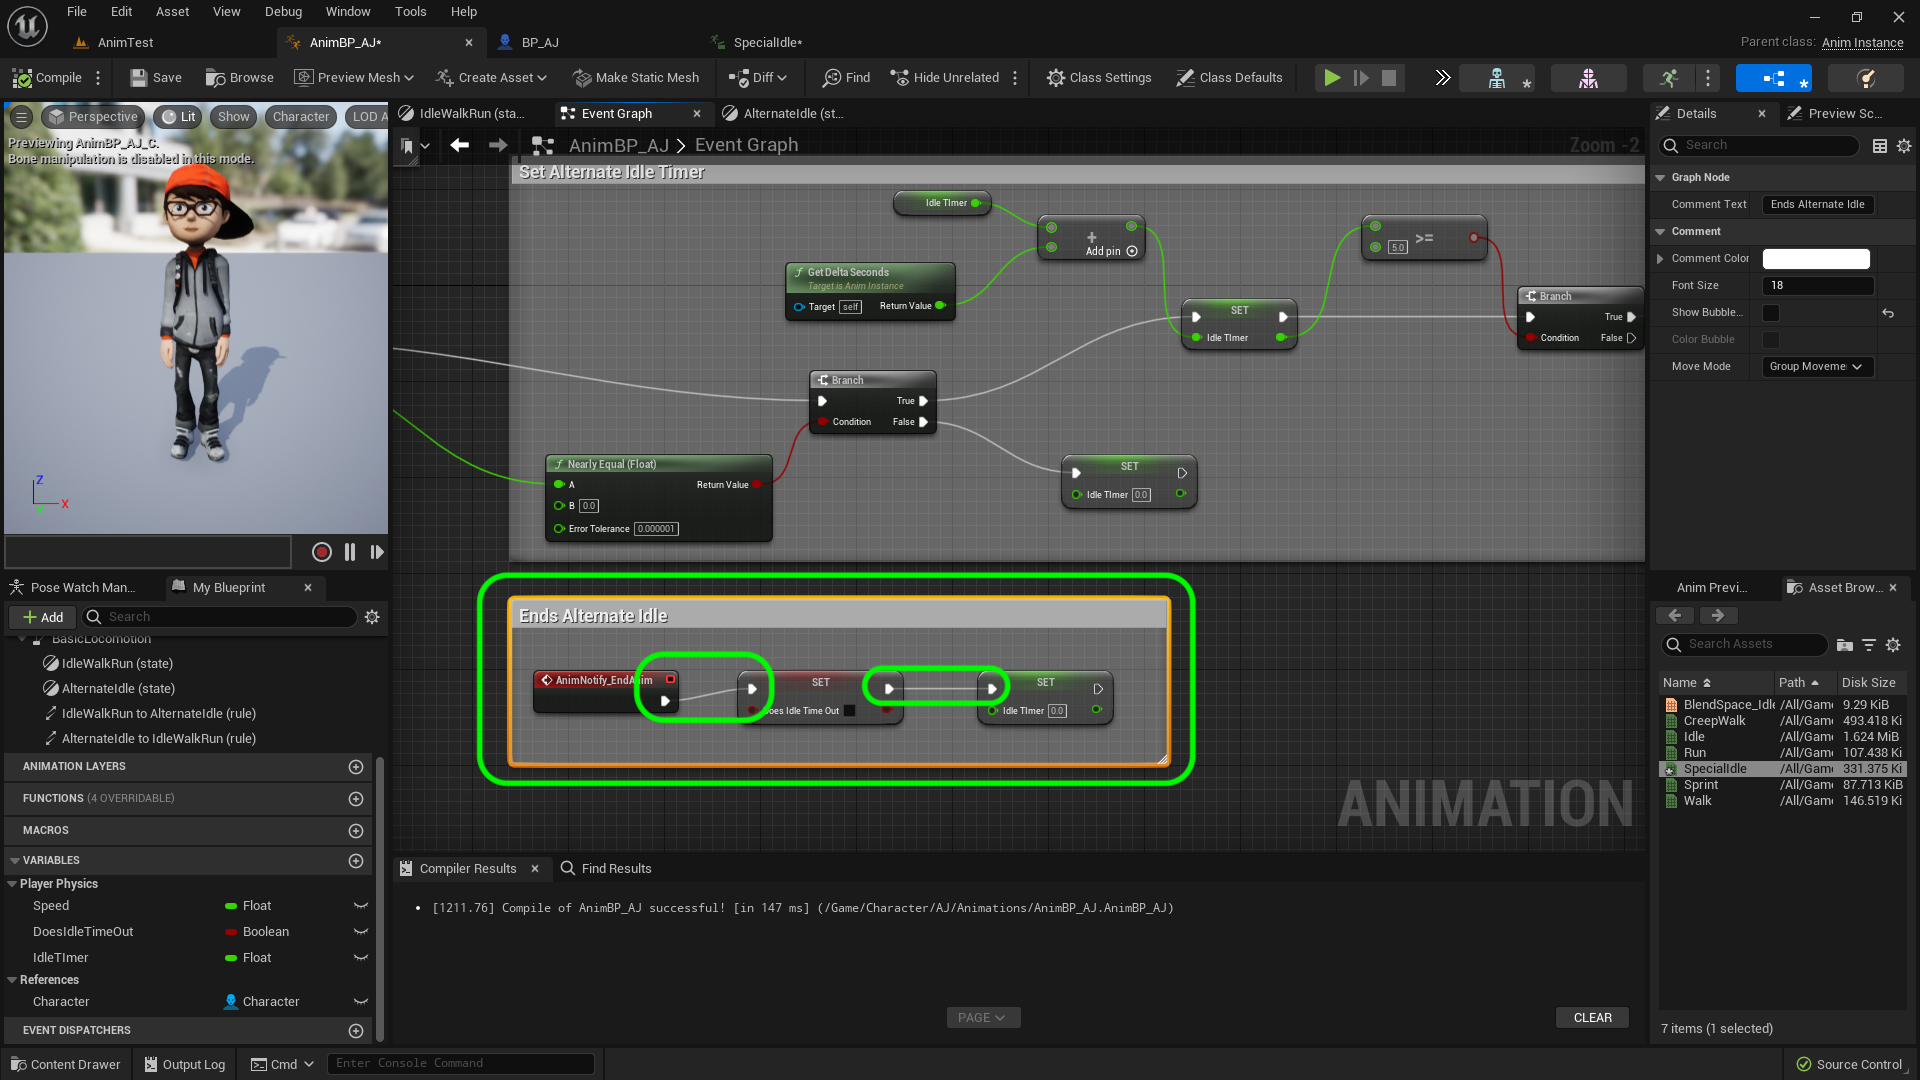 File Edit Asset View Debug Window Tools Help
AnimTest AnimBP_AJ* BP_AJ SpecialIdle*
Parent class: Anim Instance
Compile Save Browse Preview Mesh Create Asset Make Static Mesh Diff Find Hide Unrelated Class Settings Class Defaults
Perspective Lit Show Character LOD A
Previewing AnimBP_AJ_C.
Bone manipulation is disabled in this mode.
Z
X
IdleWalkRun (sta... Event Graph AlternateIdle (st...
AnimBP_AJ > Event Graph
Zoom -2
Set Alternate Idle Timer
Idle TImer
+
Add pin
5.0 >=
Get Delta Seconds
Target is Anim Instance
Target self Return Value
SET
Idle TImer
Branch
True
Condition False
Branch
True
Condition False
Nearly Equal (Float)
A Return Value
B 0.0
Error Tolerance 0.000001
SET
Idle TImer 0.0
Ends Alternate Idle
AnimNotify_EndAnim
SET
Does Idle Time Out
SET
Idle TImer 0.0
ANIMATION
Pose Watch Man... My Blueprint
Add Search
BasicLocomotion
IdleWalkRun (state)
AlternateIdle (state)
IdleWalkRun to AlternateIdle (rule)
AlternateIdle to IdleWalkRun (rule)
ANIMATION LAYERS
FUNCTIONS (4 OVERRIDABLE)
MACROS
VARIABLES
Player Physics
Speed Float
DoesIdleTimeOut Boolean
IdleTImer Float
References
Character Character
EVENT DISPATCHERS
Compiler Results Find Results
[1211.76] Compile of AnimBP_AJ successful! [in 147 ms] (/Game/Character/AJ/Animations/AnimBP_AJ.AnimBP_AJ)
PAGE
CLEAR
Details Preview Sc...
Search
Graph Node
Comment Text Ends Alternate Idle
Comment
Comment Color
Font Size 18
Show Bubble...
Color Bubble
Move Mode Group Moveme
Anim Previ... Asset Brow...
Search Assets
Name Path Disk Size
BlendSpace_Idle /All/Game 9.29 KiB
CreepWalk /All/Game 493.418 Ki
Idle /All/Game 1.624 MiB
Run /All/Game 107.438 Ki
SpecialIdle /All/Game 331.375 Ki
Sprint /All/Game 87.713 KiB
Walk /All/Game 146.519 Ki
7 items (1 selected)
Content Drawer Output Log Cmd Enter Console Command
Source Control